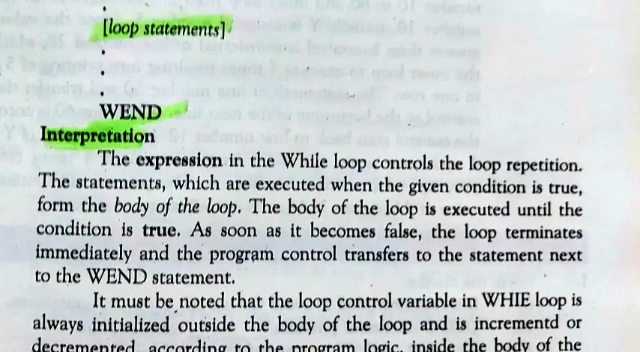 .
[loop statements]
.
.
WEND
Interpretation
The expression in the While loop controls the loop repetition.
The statements, which are executed when the given condition is true,
form the body of the loop. The body of the loop is executed until the
condition is true. As soon as it becomes false, the loop terminates
immediately and the program control transfers to the statement next
to the WEND statement.
It must be noted that the loop control variable in WHIE loop is
always initialized outside the body of the loop and is incrementd or
decremented, according to the program logic, inside the body of the